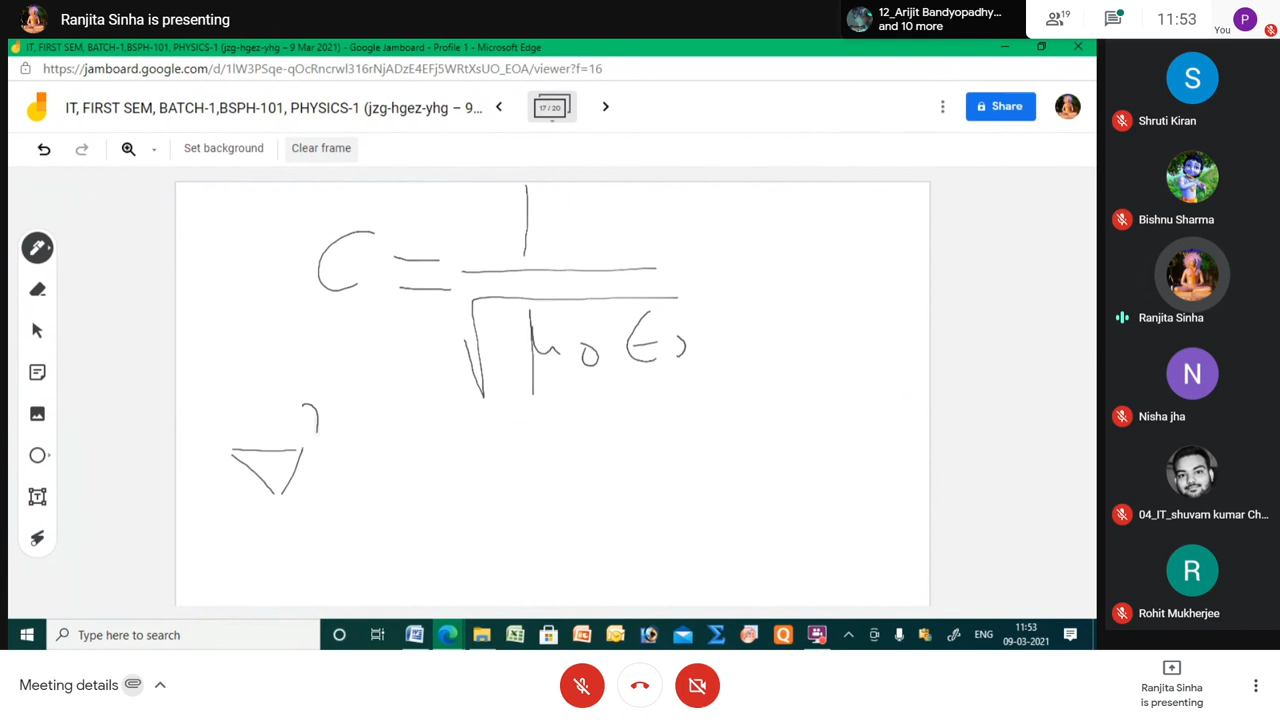 Ranjita Sinha is presenting
12_Arijit Bandyopadhy...
and 10 more
19
11:53
You
P
IT, FIRST SEM, BATCH-1,BSPH-101, PHYSICS-1 (jzg-hgez-yhg – 9 Mar 2021) - Google Jamboard - Profile 1 - Microsoft Edge
https://jamboard.google.com/d/1lW3PSqe-qOcRncrwl316rNjADzE4EFj5WRtXsUO_EOA/viewer?f=16
IT, FIRST SEM, BATCH-1,BSPH-101, PHYSICS-1 (jzg-hgez-yhg – 9...
17 / 20
Share
Set background
Clear frame
C = 1
√μ0 ϵ
∇
S
Shruti Kiran
Bishnu Sharma
Ranjita Sinha
N
Nisha jha
04_IT_shuvam kumar Ch...
R
Rohit Mukherjee
Type here to search
ENG
11:53
09-03-2021
Meeting details
Ranjita Sinha
is presenting